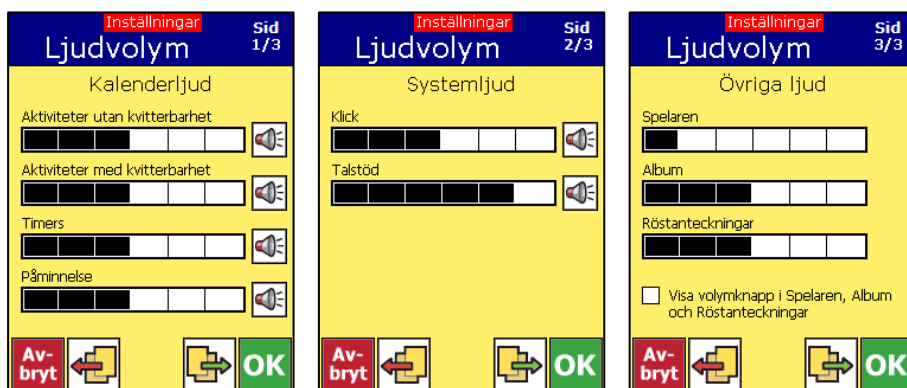 Inställningar
Ljudvolym
Sid
1/3
Kalenderljud
Aktiviteter utan kvitterbarhet
Aktiviteter med kvitterbarhet
Timers
Påminnelse
Av-
bryt
OK
Inställningar
Ljudvolym
Sid
2/3
Systemljud
Klick
Talstöd
Av-
bryt
OK
Inställningar
Ljudvolym
Sid
3/3
Övriga ljud
Spelaren
Album
Röstanteckningar
Visa volymknapp i Spelaren, Album
och Röstanteckningar
Av-
bryt
OK